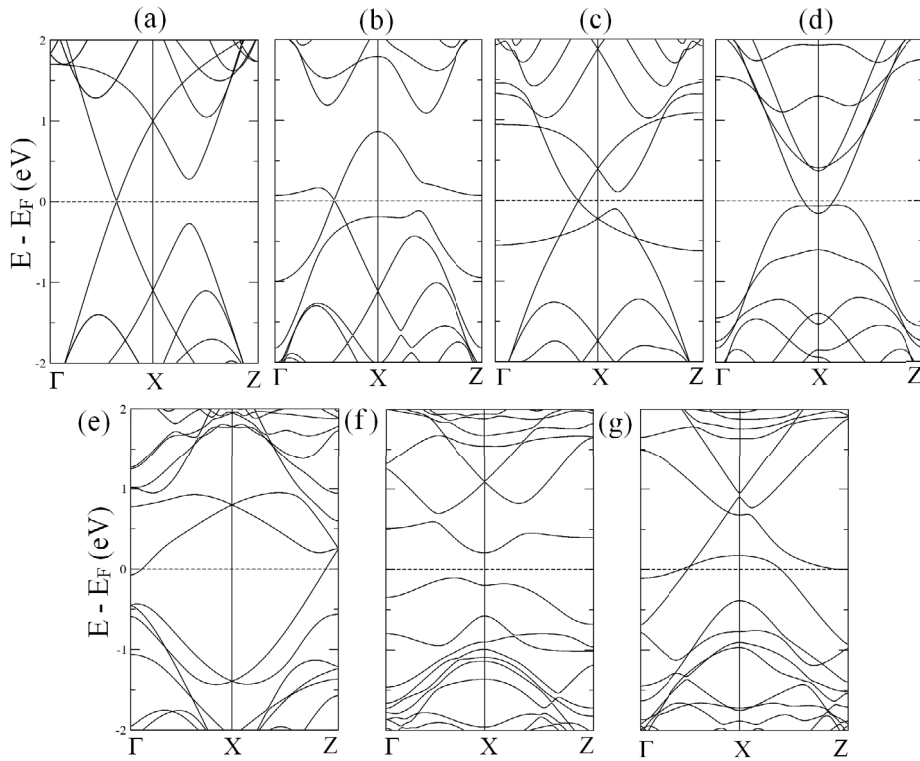 (a) (b) (c) (d)
E - E_F (eV)
2
1
0
-1
-2
Γ X Z Γ X Z Γ X Z Γ X Z
(e) (f) (g)
E - E_F (eV)
2
1
0
-1
-2
Γ X Z Γ X Z Γ X Z